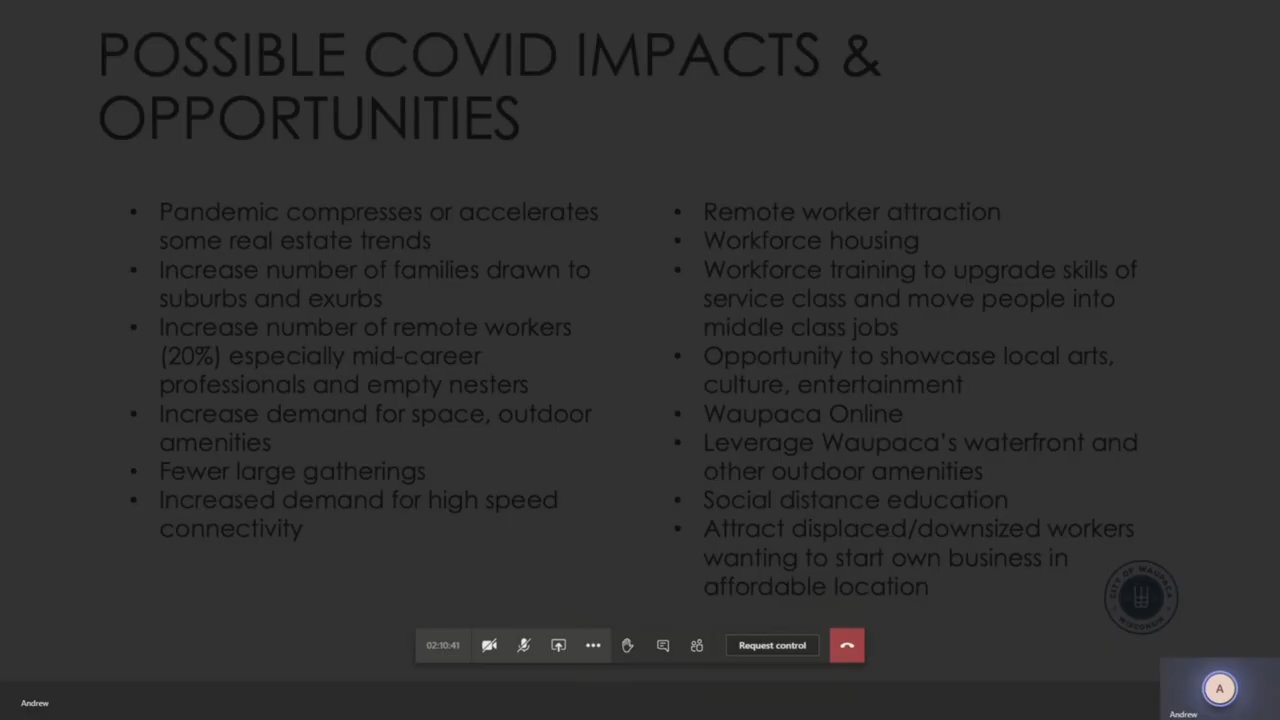 POSSIBLE COVID IMPACTS &
OPPORTUNITIES
• Pandemic compresses or accelerates
some real estate trends
• Increase number of families drawn to
suburbs and exurbs
• Increase number of remote workers
(20%) especially mid-career
professionals and empty nesters
• Increase demand for space, outdoor
amenities
• Fewer large gatherings
• Increased demand for high speed
connectivity
• Remote worker attraction
• Workforce housing
• Workforce training to upgrade skills of
service class and move people into
middle class jobs
• Opportunity to showcase local arts,
culture, entertainment
• Waupaca Online
• Leverage Waupaca's waterfront and
other outdoor amenities
• Social distance education
• Attract displaced/downsized workers
wanting to start own business in
affordable location
CITY OF WAUPACA
WISCONSIN
02:10:41
Request control
Andrew
A
Andrew